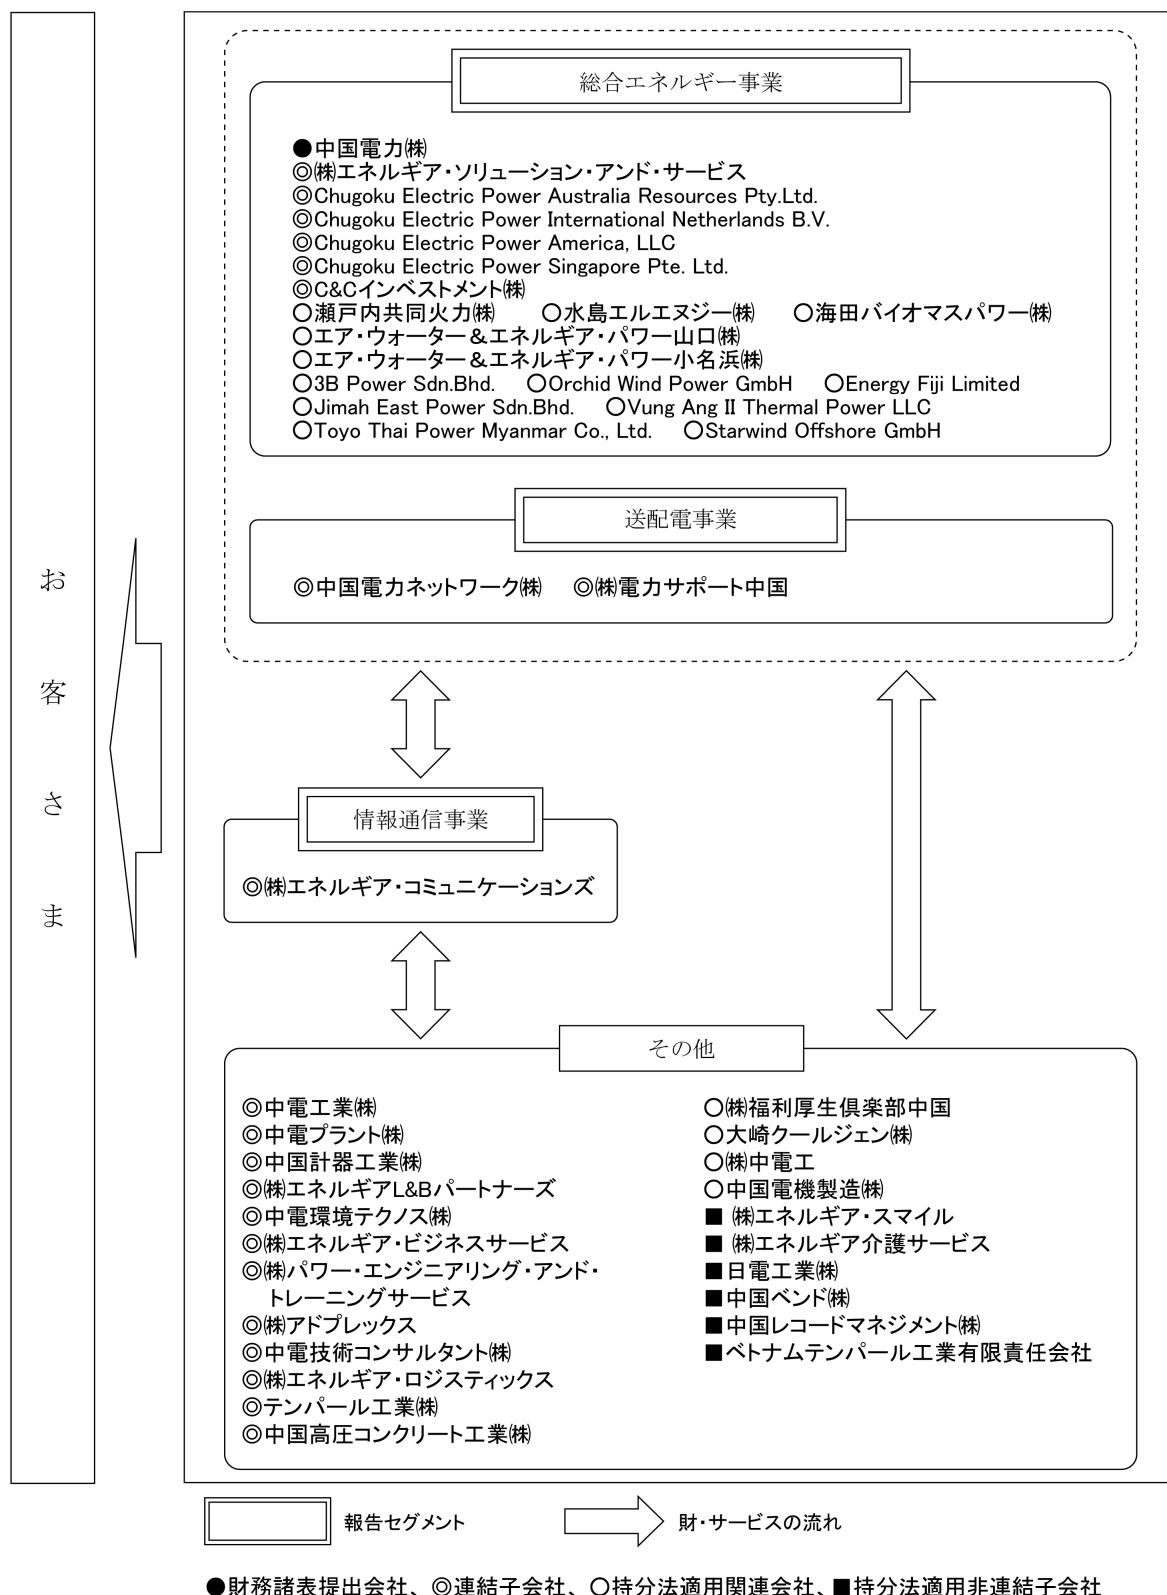 お客さま
総合エネルギー事業
●中国電力㈱
◎㈱エネルギア・ソリューション・アンド・サービス
◎Chugoku Electric Power Australia Resources Pty.Ltd.
◎Chugoku Electric Power International Netherlands B.V.
◎Chugoku Electric Power America, LLC
◎Chugoku Electric Power Singapore Pte. Ltd.
◎C&Cインベストメント㈱
○瀬戸内共同火力㈱ ○水島エルエヌジー㈱ ○海田バイオマスパワー㈱
○エア・ウォーター＆エネルギア・パワー山口㈱
○エア・ウォーター＆エネルギア・パワー小名浜㈱
○3B Power Sdn.Bhd. ○Orchid Wind Power GmbH ○Energy Fiji Limited
○Jimah East Power Sdn.Bhd. ○Vung Ang II Thermal Power LLC
○Toyo Thai Power Myanmar Co., Ltd. ○Starwind Offshore GmbH
送配電事業
◎中国電力ネットワーク㈱ ◎㈱電力サポート中国
情報通信事業
◎㈱エネルギア・コミュニケーションズ
その他
◎中電工業㈱
◎中電プラント㈱
◎中国計器工業㈱
◎㈱エネルギアL&Bパートナーズ
◎中電環境テクノス㈱
◎㈱エネルギア・ビジネスサービス
◎㈱パワー・エンジニアリング・アンド・
トレーニングサービス
◎㈱アドプレックス
◎中電技術コンサルタント㈱
◎㈱エネルギア・ロジスティックス
◎テンパール工業㈱
◎中国高圧コンクリート工業㈱
○㈱福利厚生倶楽部中国
○大崎クールジェン㈱
○㈱中電工
○中国電機製造㈱
■ ㈱エネルギア・スマイル
■ ㈱エネルギア介護サービス
■日電工業㈱
■中国ベンド㈱
■中国レコードマネジメント㈱
■ベトナムテンパール工業有限責任会社
報告セグメント
財・サービスの流れ
●財務諸表提出会社、◎連結子会社、○持分法適用関連会社、■持分法適用非連結子会社